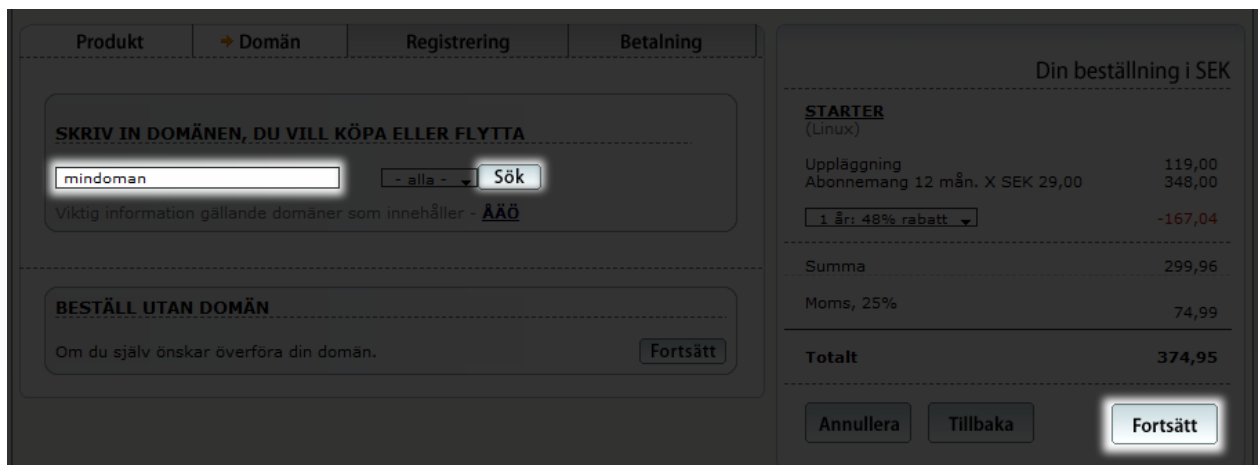 Produkt Domän Registrering Betalning
SKRIV IN DOMÄNEN, DU VILL KÖPA ELLER FLYTTA
mindoman - alla - Sök
Viktig information gällande domäner som innehåller - ÅÄÖ
BESTÄLL UTAN DOMÄN
Om du själv önskar överföra din domän. Fortsätt
Din beställning i SEK
STARTER
(Linux)
Uppläggning 119,00
Abonnemang 12 mån. X SEK 29,00 348,00
1 år: 48% rabatt -167,04
Summa 299,96
Moms, 25% 74,99
Totalt 374,95
Annullera Tillbaka Fortsätt